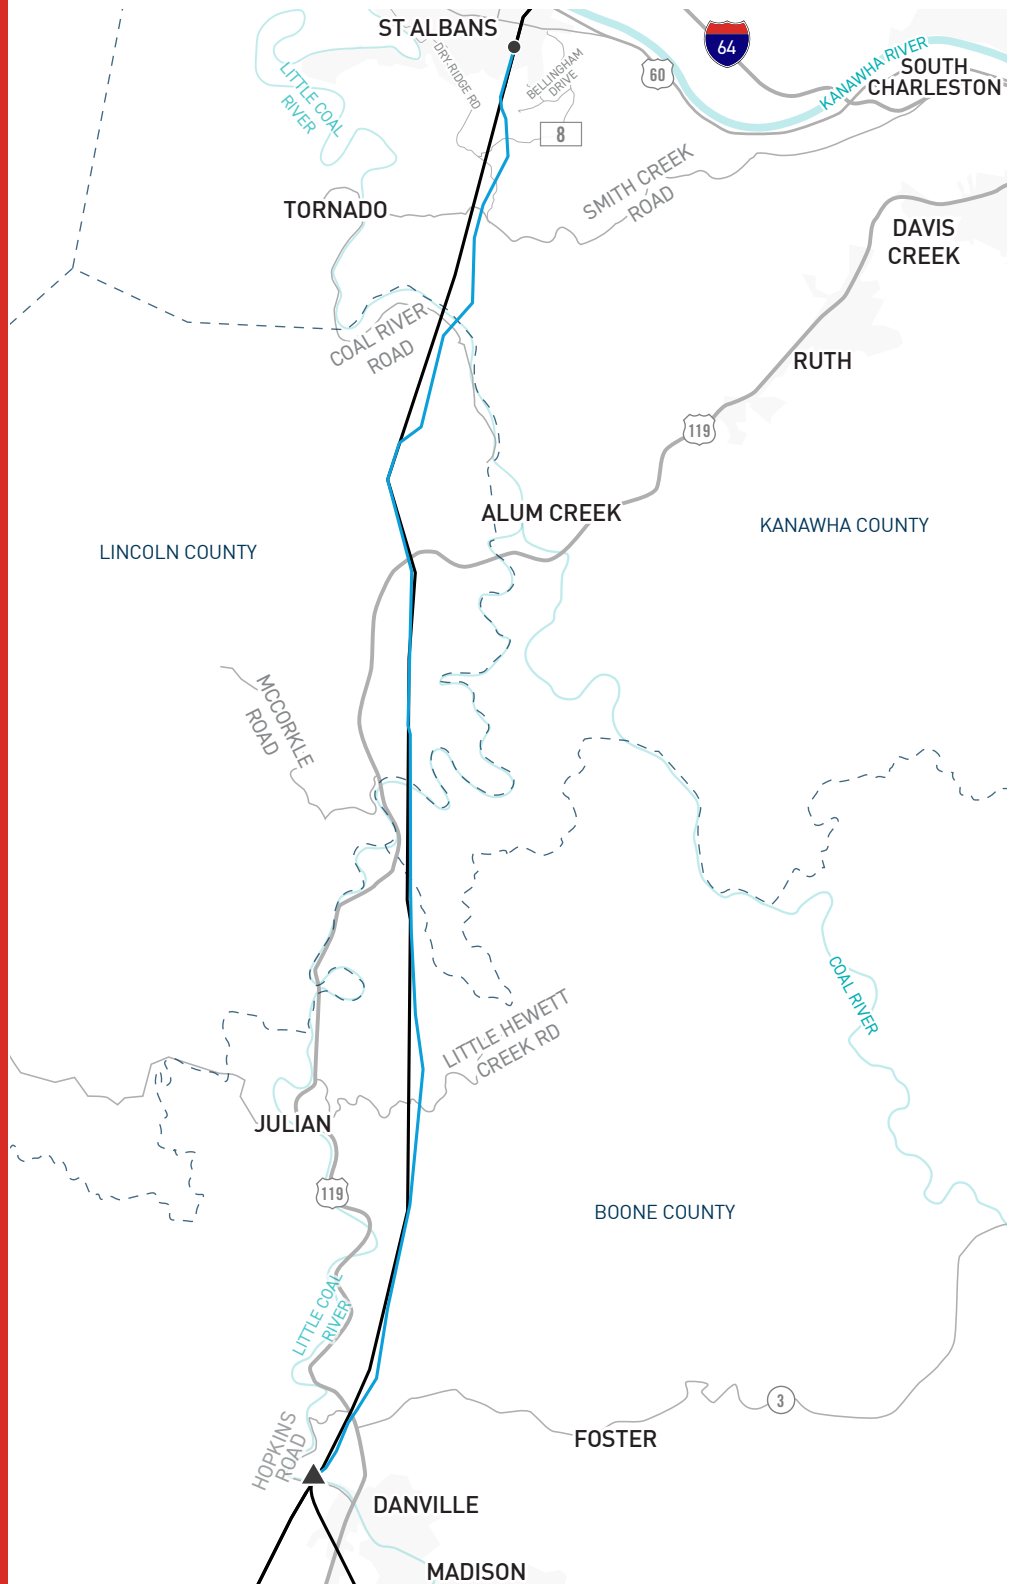 ST ALBANS
64
KANAWHA RIVER
SOUTH
CHARLESTON
60
DRY RIDGE RD
BELLINGHAM
DRIVE
LITTLE COAL
RIVER
8
SMITH CREEK
ROAD
TORNADO
DAVIS
CREEK
COAL RIVER
ROAD
RUTH
119
ALUM CREEK
KANAWHA COUNTY
LINCOLN COUNTY
MCCORKLE
ROAD
COAL RIVER
LITTLE HEWETT
CREEK RD
JULIAN
119
BOONE COUNTY
LITTLE COAL
RIVER
3
HOPKINS
ROAD
FOSTER
DANVILLE
MADISON